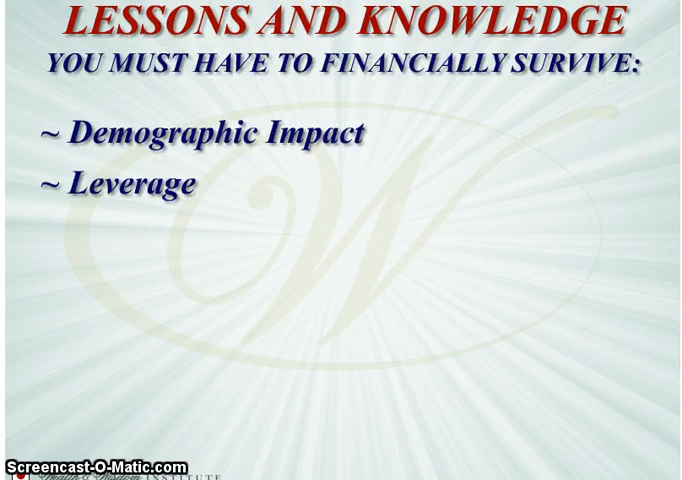 LESSONS AND KNOWLEDGE
YOU MUST HAVE TO FINANCIALLY SURVIVE:
~ Demographic Impact
~ Leverage
W
Screencast-O-Matic.com
INSTITUTE